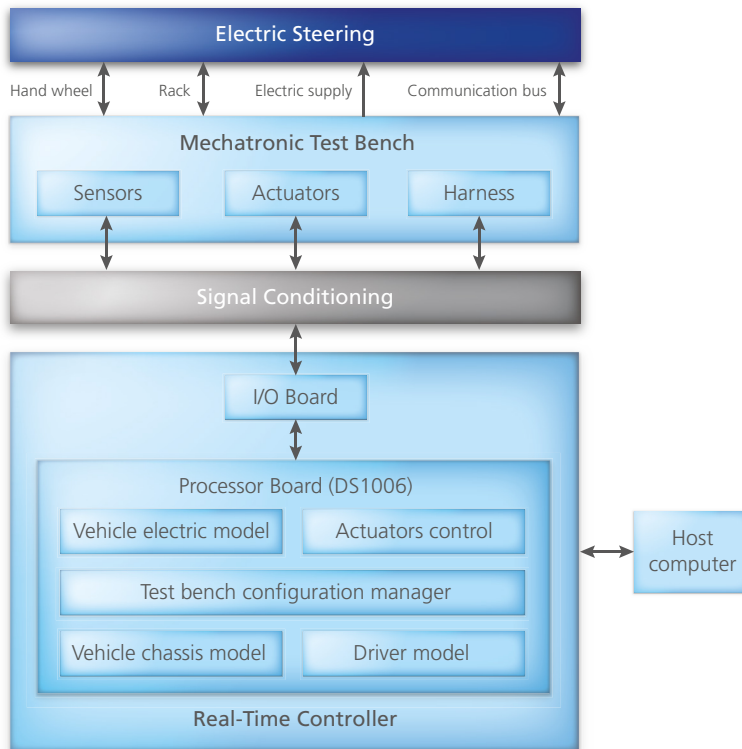 Electric Steering
Hand wheel
Rack
Electric supply
Communication bus
Mechatronic Test Bench
Sensors
Actuators
Harness
Signal Conditioning
I/O Board
Processor Board (DS1006)
Vehicle electric model
Actuators control
Test bench configuration manager
Host
computer
Vehicle chassis model
Driver model
Real-Time Controller